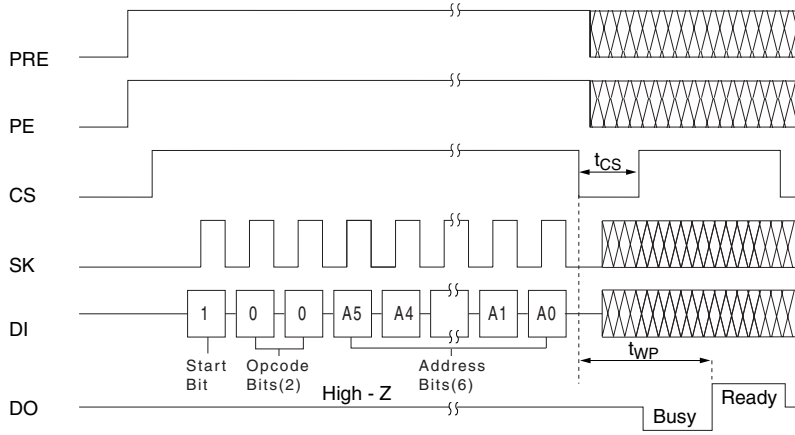 PRE
PE
CS
tCS
SK
DI
1 0 0 A5 A4 A1 A0
Start
Bit
Opcode
Bits(2)
Address
Bits(6)
tWP
High - Z
DO
Busy
Ready